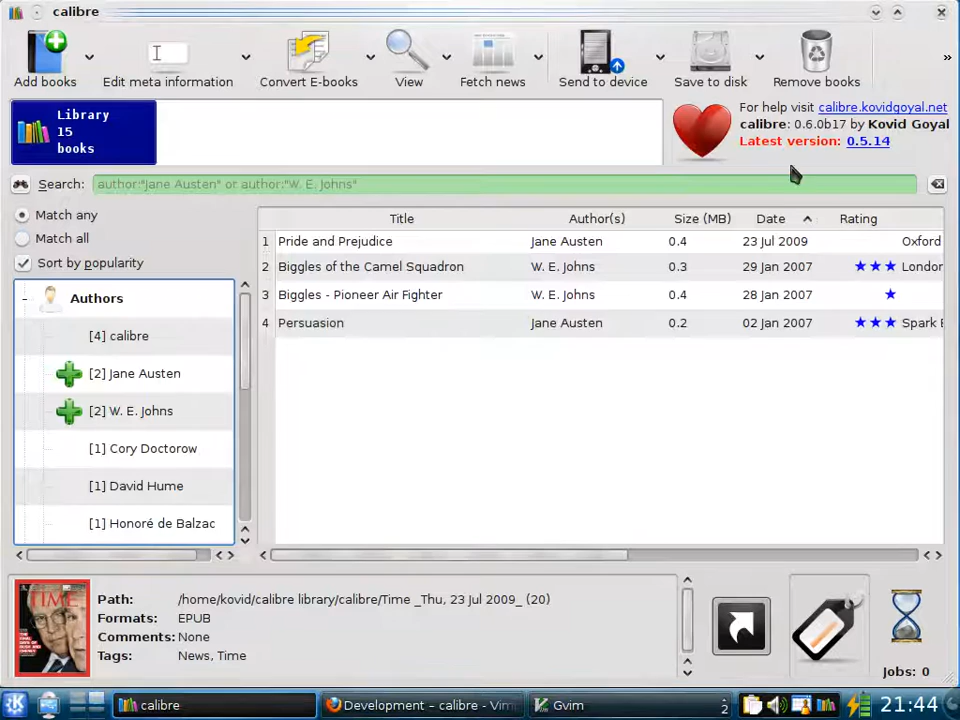 calibre
Add books
Edit meta information
Convert E-books
View
Fetch news
Send to device
Save to disk
Remove books
»
Library
15
books
For help visit calibre.kovidgoyal.net
calibre: 0.6.0b17 by Kovid Goyal
Latest version: 0.5.14
Search: author:"Jane Austen" or author:"W. E. Johns"
Match any
Match all
Sort by popularity
Authors
[4] calibre
[2] Jane Austen
[2] W. E. Johns
[1] Cory Doctorow
[1] David Hume
[1] Honoré de Balzac
Title Author(s) Size (MB) Date Rating
1 Pride and Prejudice Jane Austen 0.4 23 Jul 2009 Oxford
2 Biggles of the Camel Squadron W. E. Johns 0.3 29 Jan 2007 ★★★ London
3 Biggles - Pioneer Air Fighter W. E. Johns 0.4 28 Jan 2007 ★
4 Persuasion Jane Austen 0.2 02 Jan 2007 ★★★ Spark
TIME
Path: /home/kovid/calibre library/calibre/Time _Thu, 23 Jul 2009_ (20)
Formats: EPUB
Comments: None
Tags: News, Time
Jobs: 0
calibre
Development – calibre - Vim
Gvim
2
21:44